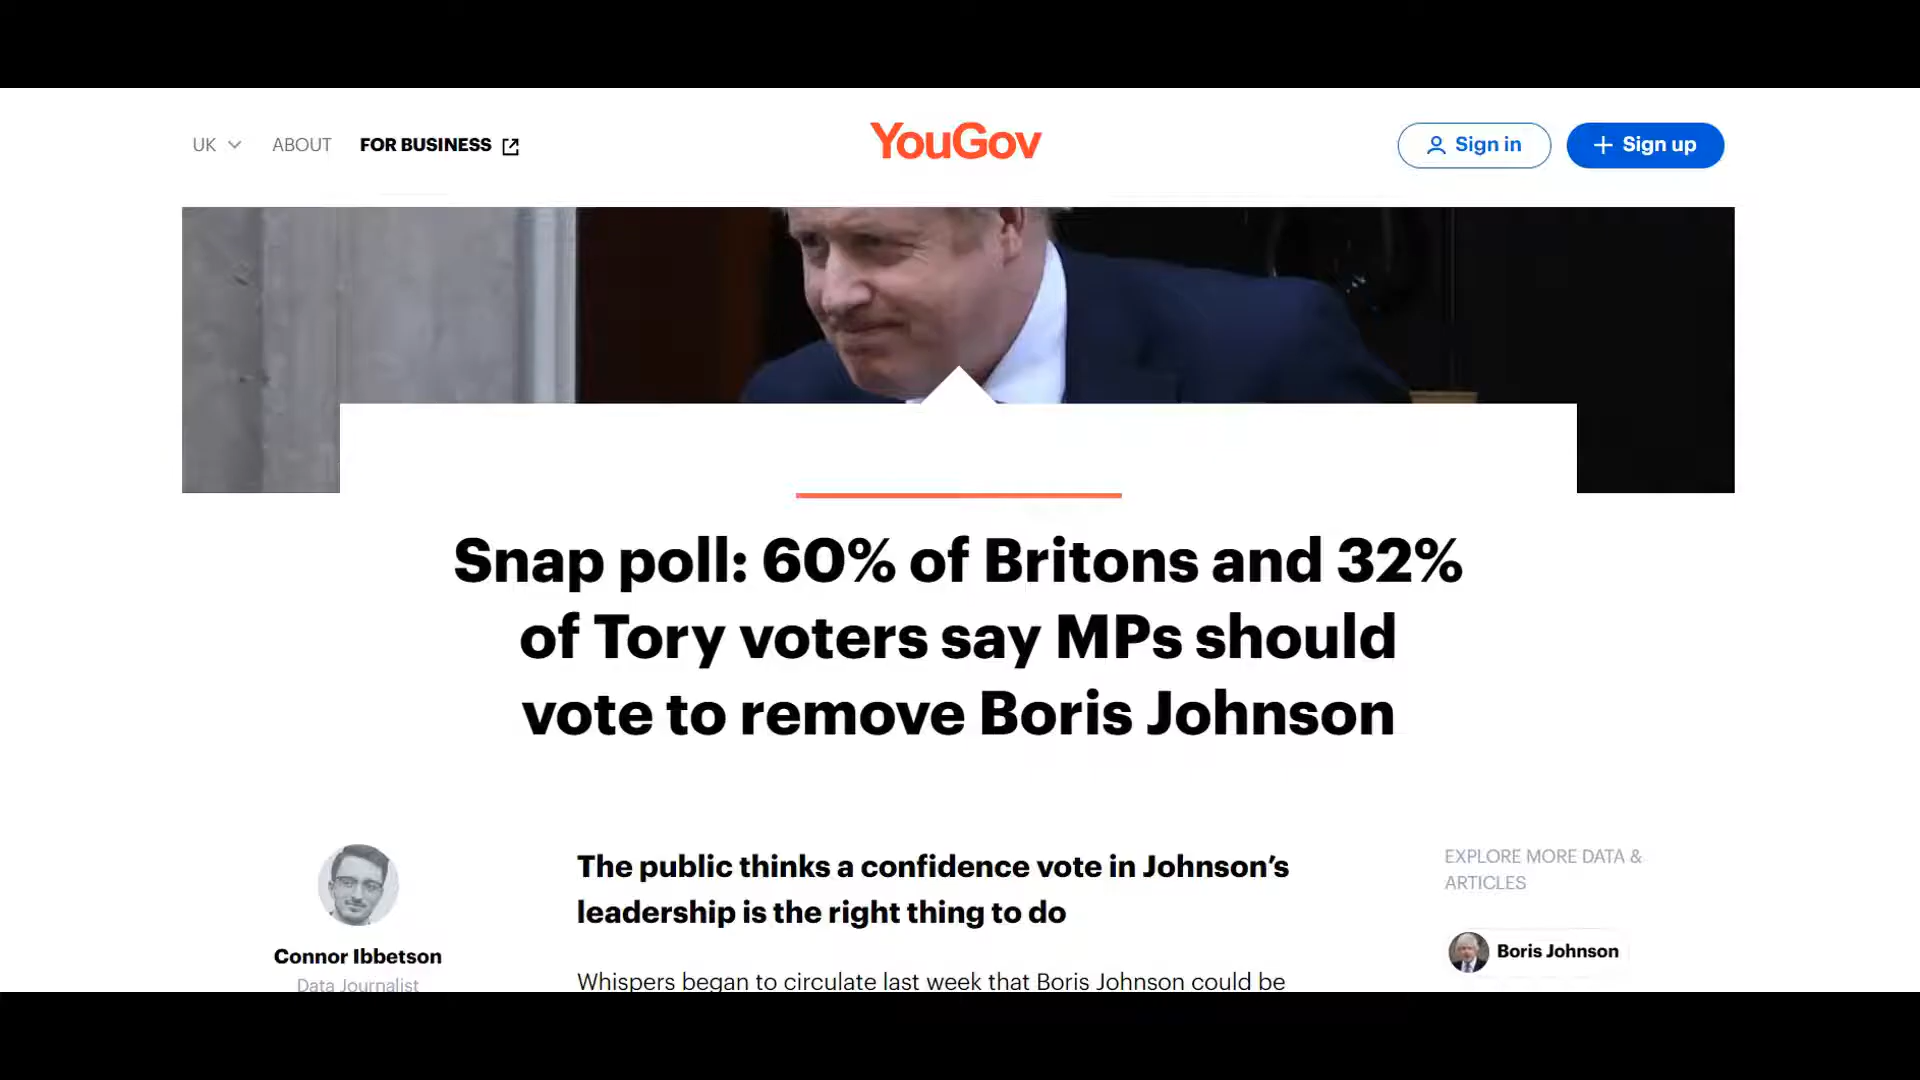 UK
ABOUT
FOR BUSINESS
YouGov
Sign in
Sign up
Snap poll: 60% of Britons and 32%
of Tory voters say MPs should
vote to remove Boris Johnson
Connor Ibbetson
Data Journalist
The public thinks a confidence vote in Johnson’s
leadership is the right thing to do
Whispers began to circulate last week that Boris Johnson could be
EXPLORE MORE DATA &
ARTICLES
Boris Johnson